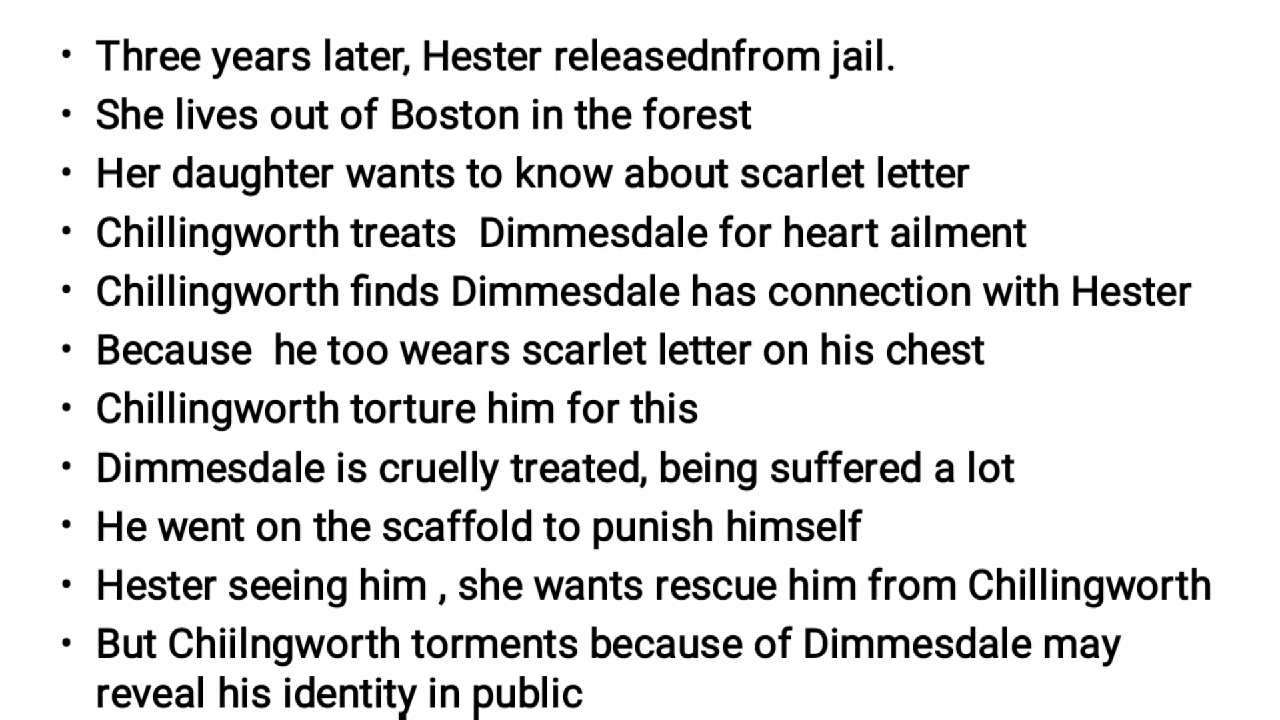 • Three years later, Hester releasednfrom jail.
• She lives out of Boston in the forest
• Her daughter wants to know about scarlet letter
• Chillingworth treats  Dimmesdale for heart ailment
• Chillingworth finds Dimmesdale has connection with Hester
• Because  he too wears scarlet letter on his chest
• Chillingworth torture him for this
• Dimmesdale is cruelly treated, being suffered a lot
• He went on the scaffold to punish himself
• Hester seeing him , she wants rescue him from Chillingworth
• But Chiilngworth torments because of Dimmesdale may
reveal his identity in public